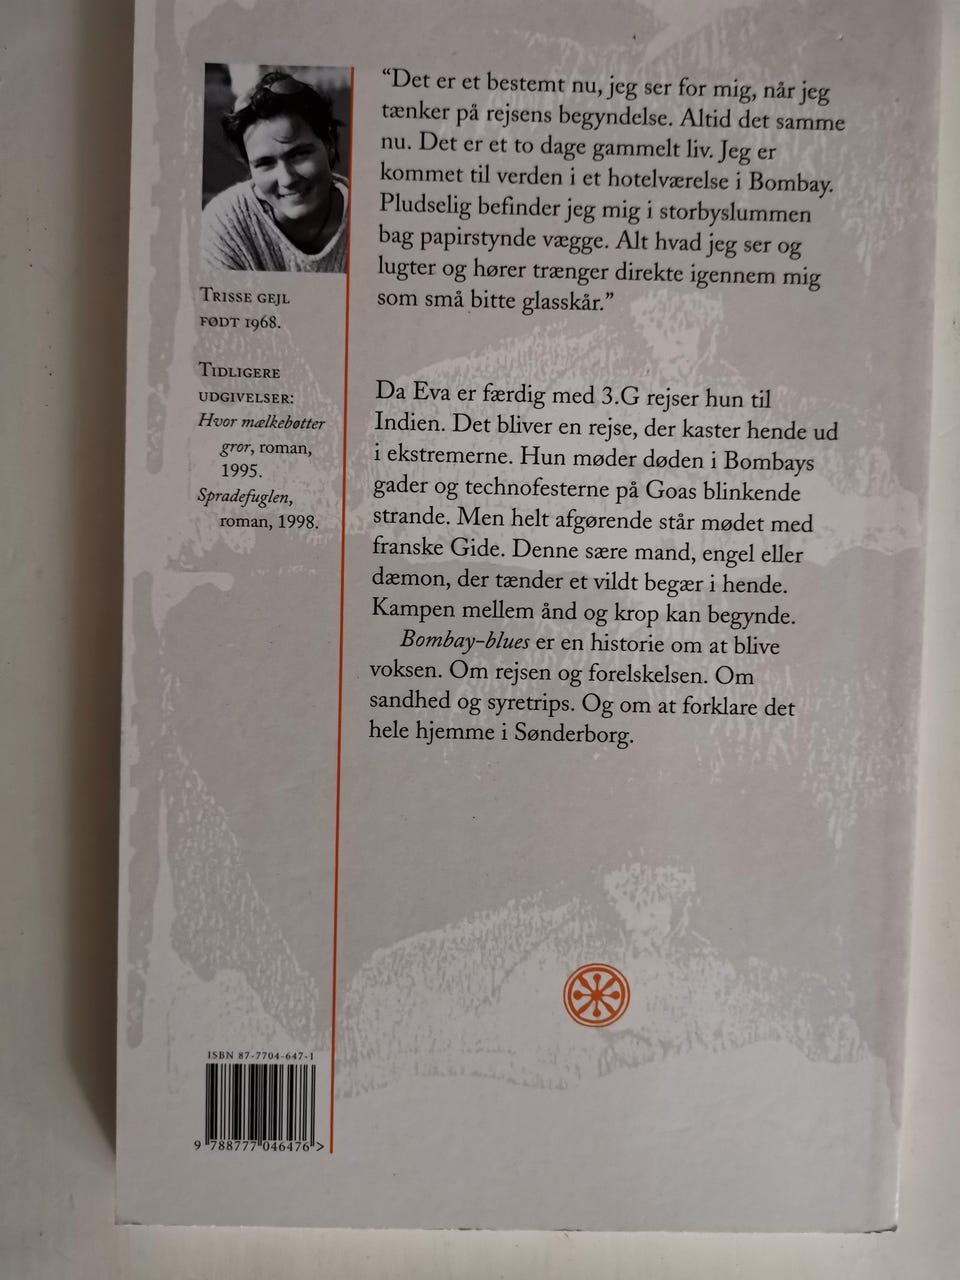 TRISSE GEJL
FØDT 1968.
TIDLIGERE
UDGIVELSER:
Hvor mælkebøtter
gror, roman,
1995.
Spradefuglen,
roman, 1998.
“Det er et bestemt nu, jeg ser for mig, når jeg
tænker på rejsens begyndelse. Altid det samme
nu. Det er et to dage gammelt liv. Jeg er
kommet til verden i et hotelværelse i Bombay.
Pludselig befinder jeg mig i storbyslummen
bag papirstynde vægge. Alt hvad jeg ser og
lugter og hører trænger direkte igennem mig
som små bitte glasskår.”
Da Eva er færdig med 3.G rejser hun til
Indien. Det bliver en rejse, der kaster hende ud
i ekstremerne. Hun møder døden i Bombays
gader og technofesterne på Goas blinkende
strande. Men helt afgørende står mødet med
franske Gide. Denne sære mand, engel eller
dæmon, der tænder et vildt begær i hende.
Kampen mellem ånd og krop kan begynde.
Bombay-blues er en historie om at blive
voksen. Om rejsen og forelskelsen. Om
sandhed og syretrips. Og om at forklare det
hele hjemme i Sønderborg.
ISBN 87-7704-647-1
9 788777 046476 >